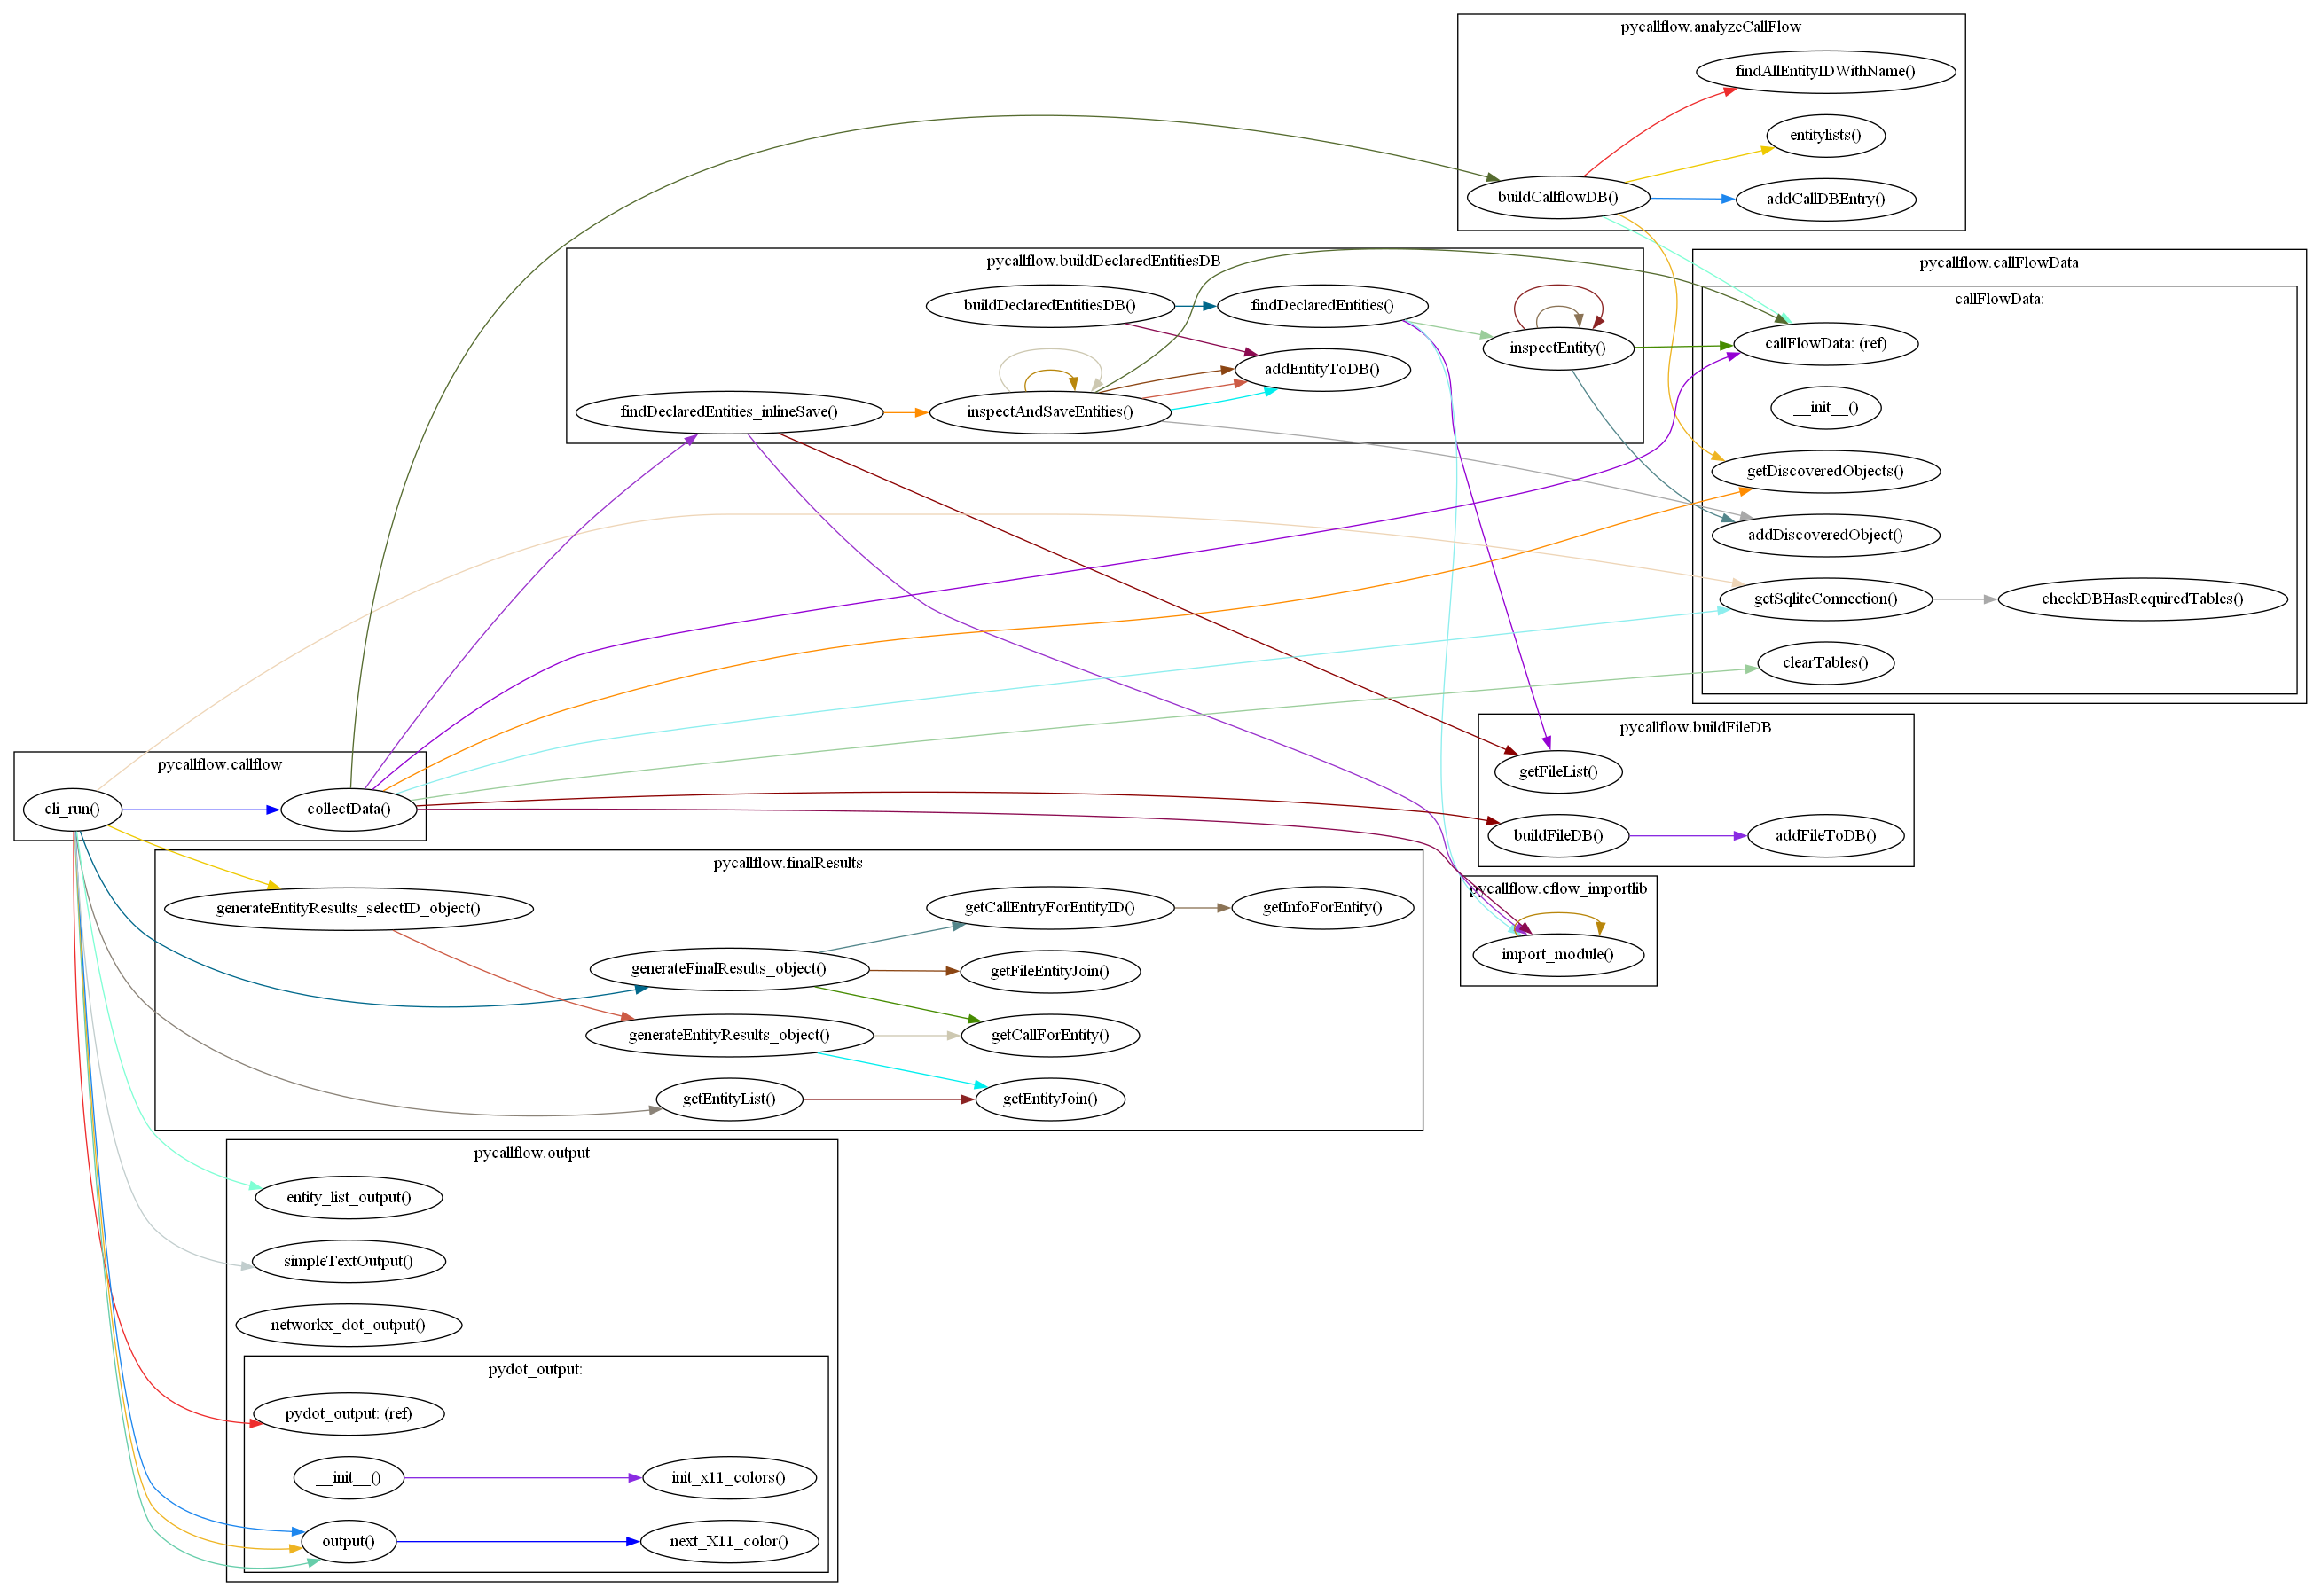 pycallflow.analyzeCallFlow
findAllEntityIDWithName()
entitylists()
buildCallflowDB()
addCallDBEntry()
pycallflow.buildDeclaredEntitiesDB
buildDeclaredEntitiesDB()
findDeclaredEntities()
inspectEntity()
addEntityToDB()
findDeclaredEntities_inlineSave()
inspectAndSaveEntities()
pycallflow.callFlowData
callFlowData:
callFlowData: (ref)
__init__()
getDiscoveredObjects()
addDiscoveredObject()
getSqliteConnection()
checkDBHasRequiredTables()
clearTables()
pycallflow.buildFileDB
getFileList()
buildFileDB()
addFileToDB()
pycallflow.callflow
cli_run()
collectData()
pycallflow.cflow_importlib
import_module()
pycallflow.finalResults
generateEntityResults_selectID_object()
getCallEntryForEntityID()
getInfoForEntity()
generateFinalResults_object()
getFileEntityJoin()
generateEntityResults_object()
getCallForEntity()
getEntityList()
getEntityJoin()
pycallflow.output
entity_list_output()
simpleTextOutput()
networkx_dot_output()
pydot_output:
pydot_output: (ref)
__init__()
init_x11_colors()
output()
next_X11_color()